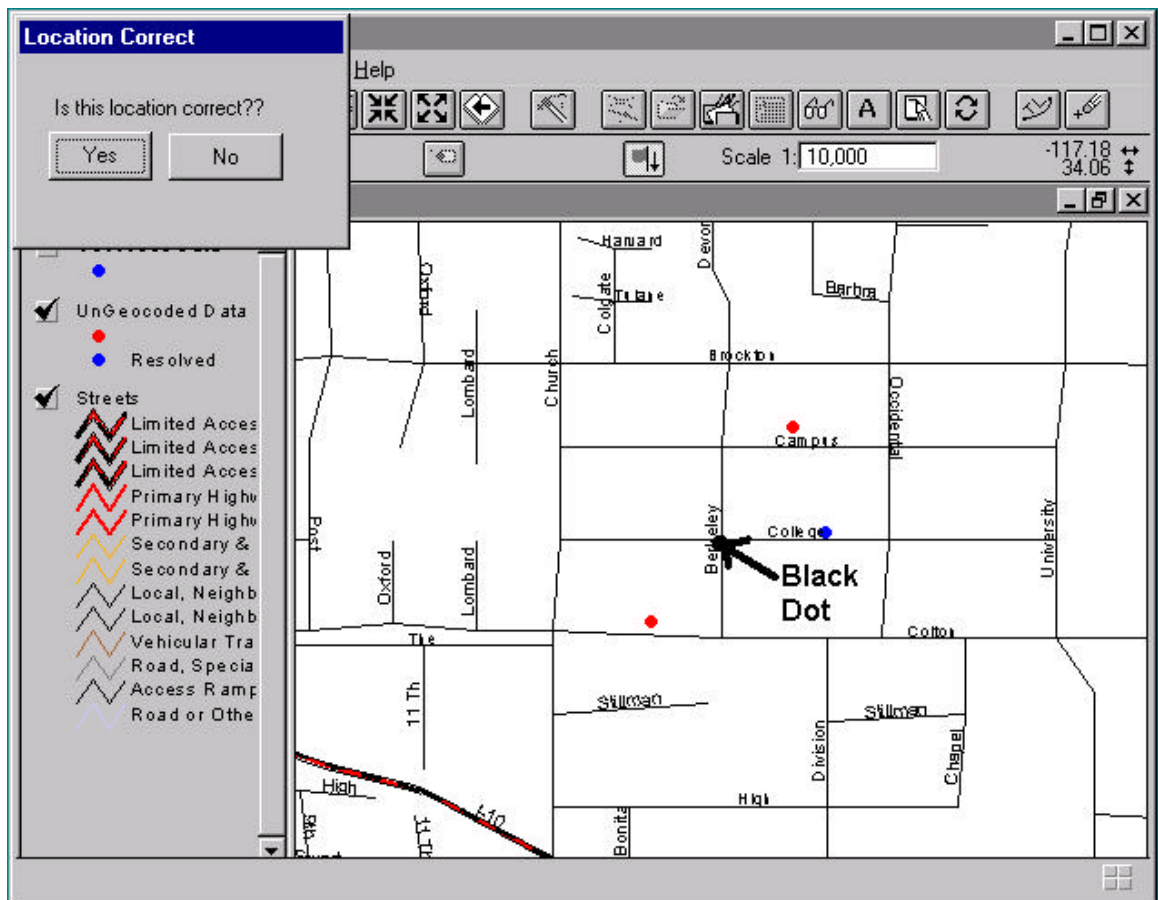 Location Correct
Help
Is this location correct??
Yes
No
A
Scale 1: 10,000
-117.18
34.06
UnGeocoded Data
Resolved
Streets
Limited Acces
Limited Acces
Limited Acces
Primary Highw
Primary Highw
Secondary &
Secondary &
Local, Neighb
Local, Neighb
Vehicular Tra
Road, Specia
Access Ramp
Road or Othe
Harvard
Devon
Oxford
Colgate
Tulane
Barbra
Brockton
Lombard
Church
Occidental
Campus
Post
Berkeley
College
University
Oxford
Lombard
Black
Dot
The
Colton
11 Th
Stillman
Stillman
Division
Chapel
High
I-10
High
11 Th
Bonita